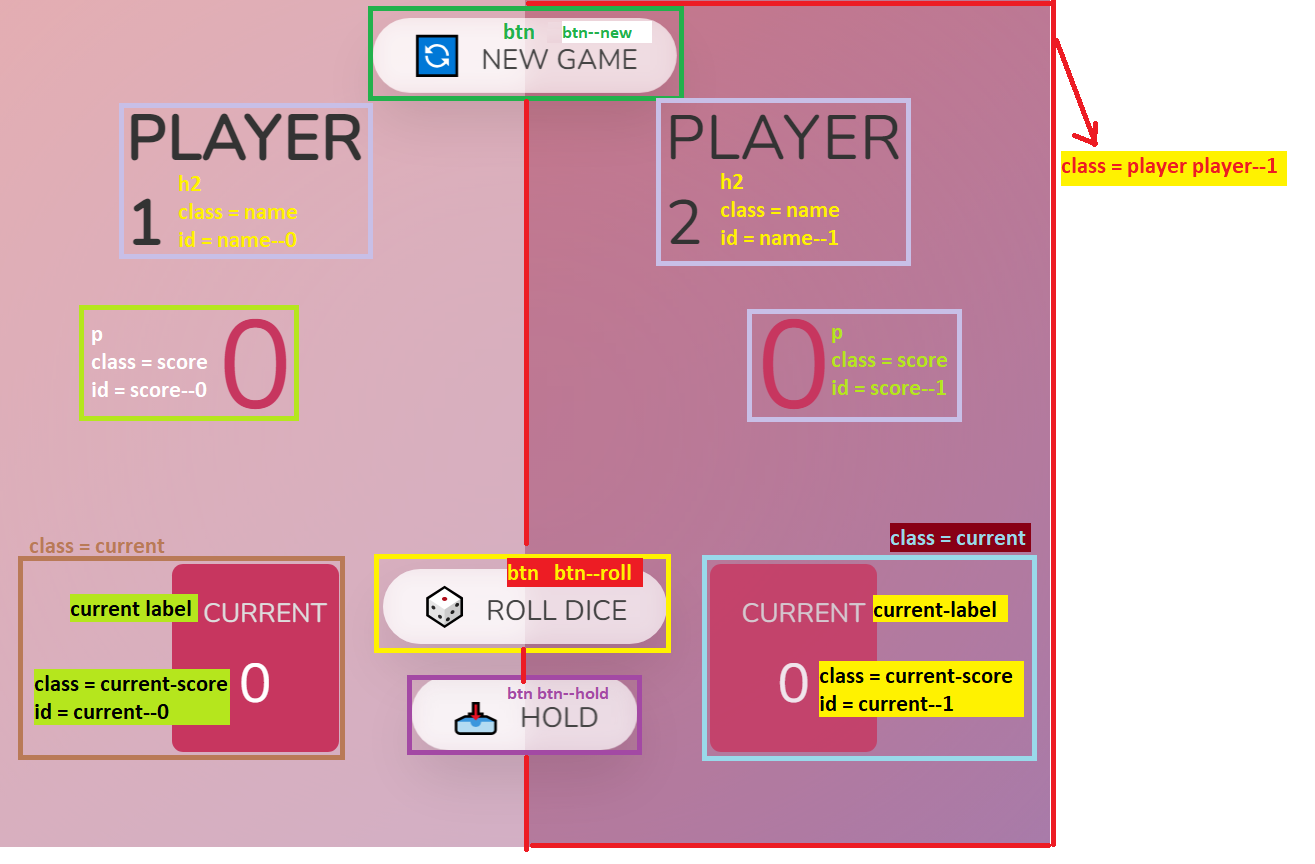 btn btn--new
NEW GAME
PLAYER
1
h2
class = name
id = name--0
PLAYER
2
h2
class = name
id = name--1
class = player player--1
p
class = score
id = score--0
0
0
p
class = score
id = score--1
class = current
current label
CURRENT
class = current-score
id = current--0
0
btn btn--roll
ROLL DICE
btn btn--hold
HOLD
class = current
CURRENT
current-label
0
class = current-score
id = current--1